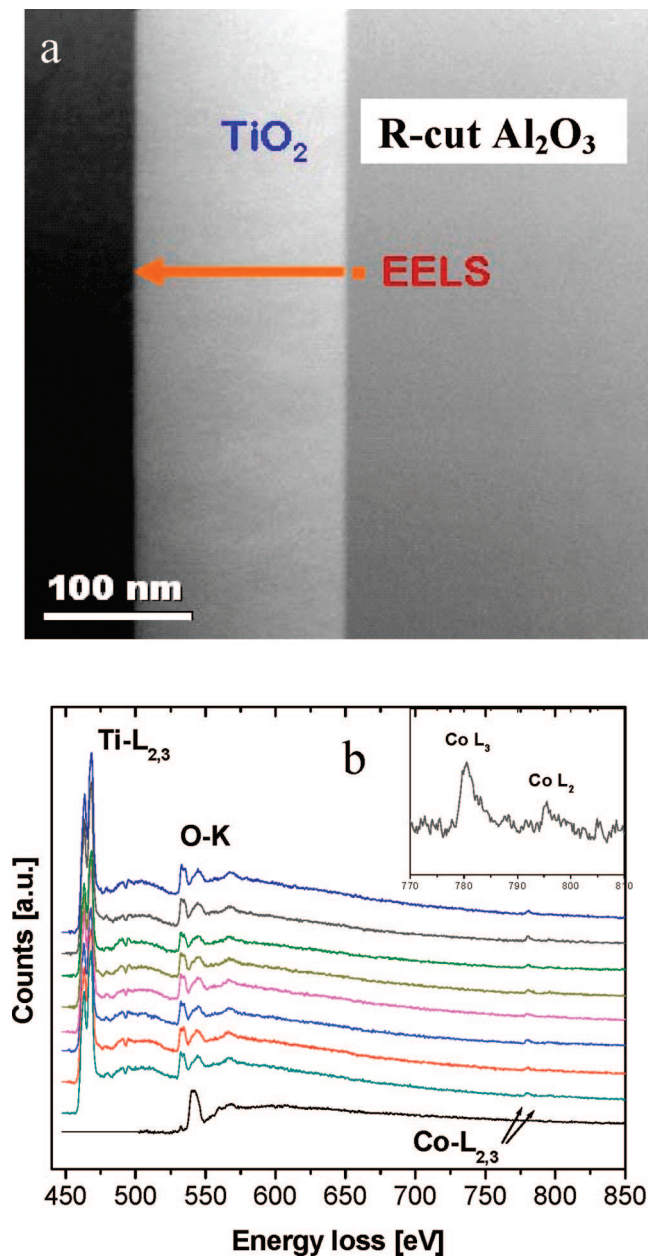 a
TiO₂
R-cut Al₂O₃
EELS
100 nm
Ti-L₂,₃
b
O-K
Co L₃
Co L₂
770 780 790 800 810
Counts [a.u.]
Co-L₂,₃
450 500 550 600 650 700 750 800 850
Energy loss [eV]